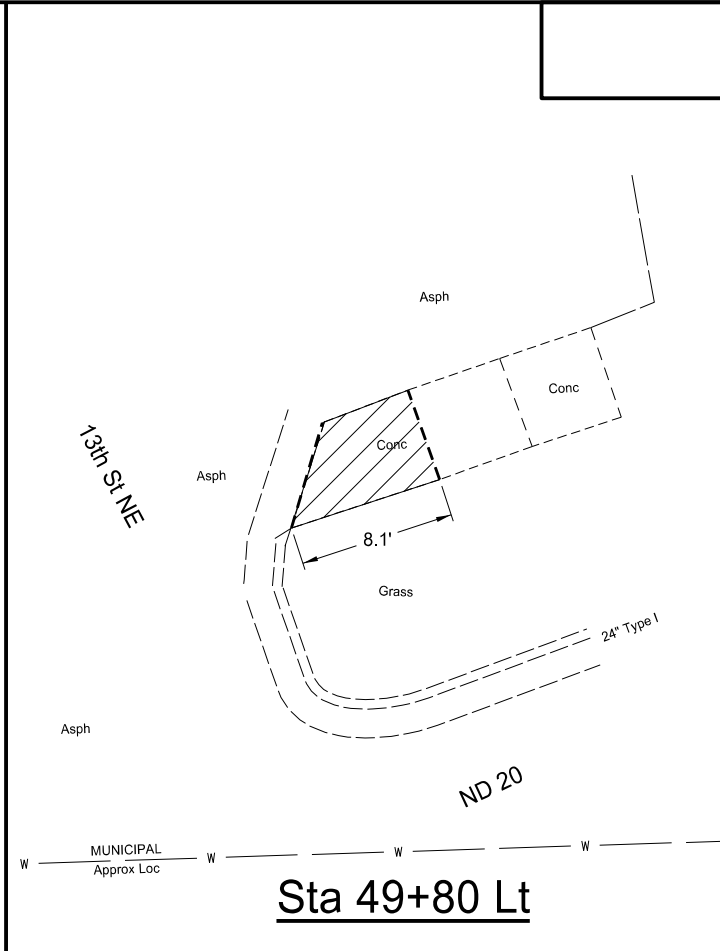 Asph
Conc
Conc
13th St NE
Asph
8.1'
Grass
24" Type I
Asph
ND 20
MUNICIPAL
W
W
W
W
Approx Loc
Sta 49+80 Lt